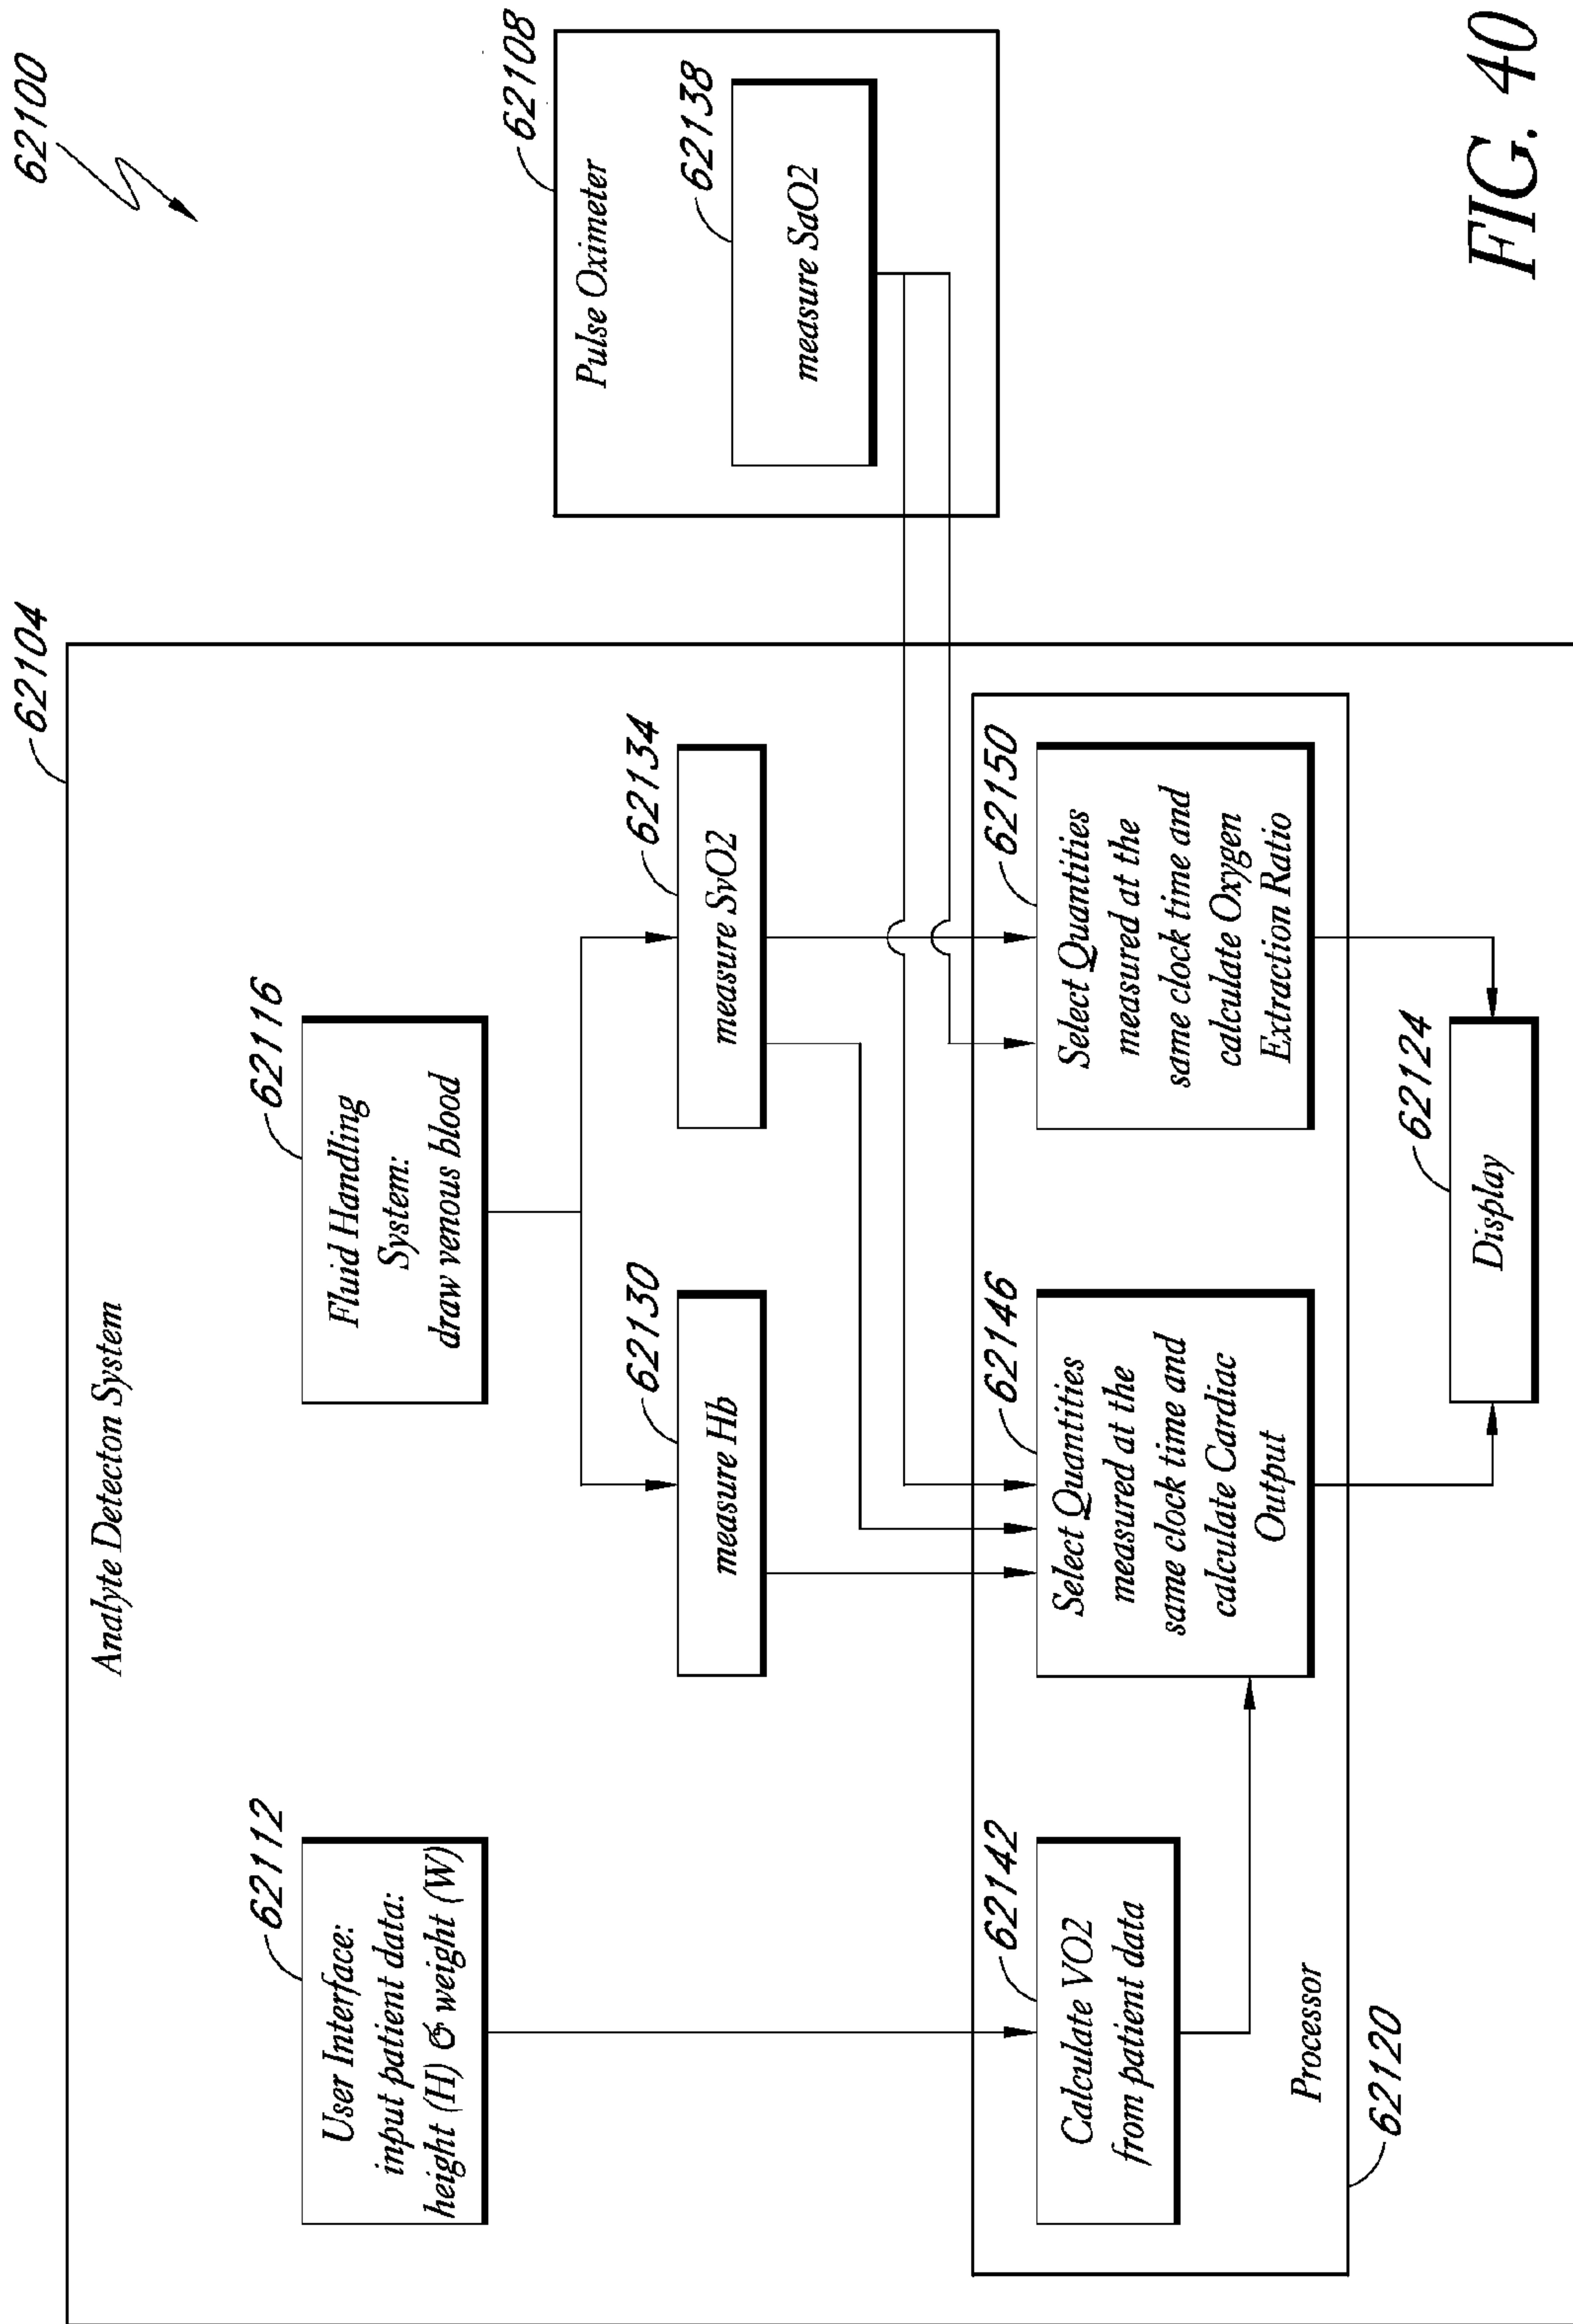 62100
62104
Analyte Detecton System
62108
Pulse Oximeter
62138
measure SaO2
62112
User Interface:
input patient data:
height (H) & weight (W)
62116
Fluid Handling
System:
draw venous blood
62130
measure Hb
62134
measure SvO2
62142
Calculate VO2
from patient data
62146
Select Quantities
measured at the
same clock time and
calculate Cardiac
Output
62150
Select Quantities
measured at the
same clock time and
calculate Oxygen
Extraction Ratio
Processor
62120
62124
Display
FIG. 40